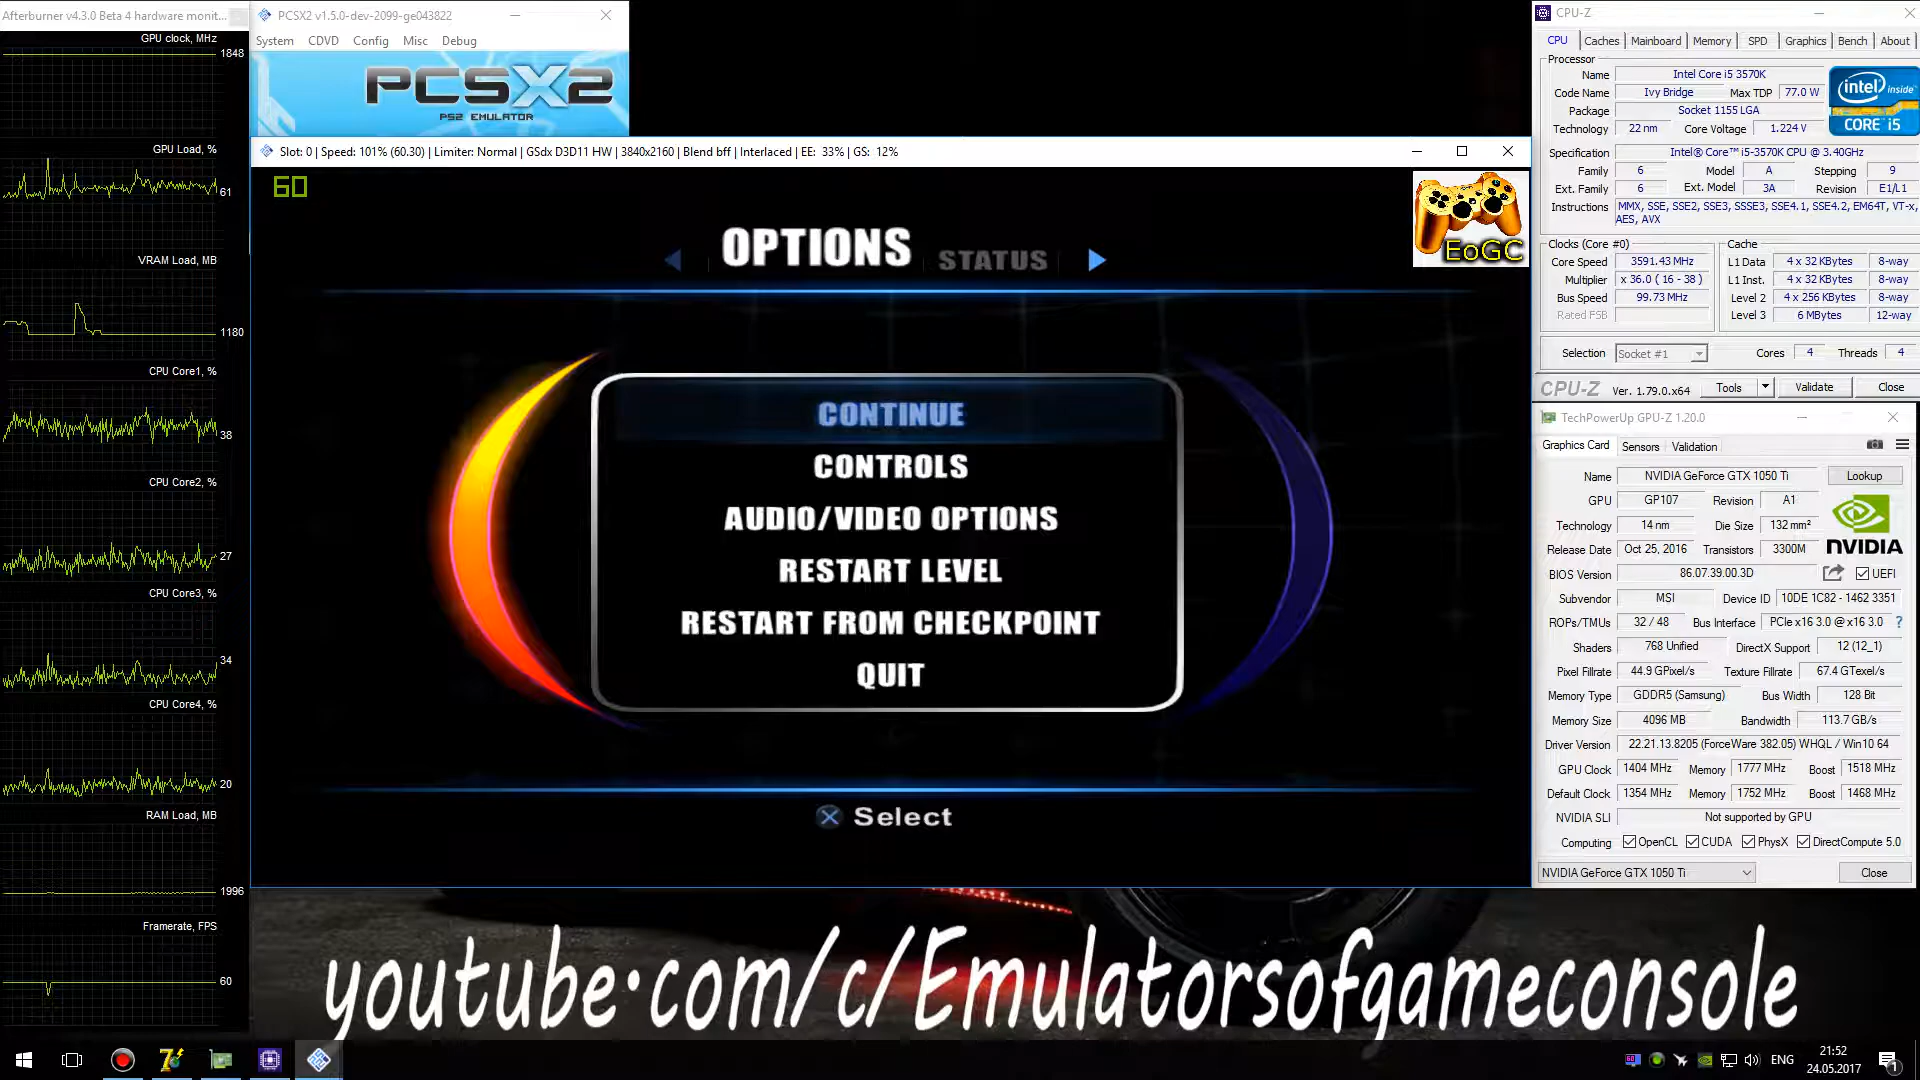 Afterburner v4.3.0 Beta 4 hardware monit...
GPU clock, MHz
1848
GPU Load, %
61
VRAM Load, MB
1180
CPU Core1, %
38
CPU Core2, %
27
CPU Core3, %
34
CPU Core4, %
20
RAM Load, MB
1996
Framerate, FPS
60
PCSX2 v1.5.0-dev-2099-ge043822
System CDVD Config Misc Debug
PCSX2
PS2 EMULATOR
Slot: 0 | Speed: 101% (60.30) | Limiter: Normal | GSdx D3D11 HW | 3840x2160 | Blend bff | Interlaced | EE: 33% | GS: 12%
60
EoGC
OPTIONS STATUS
CONTINUE
CONTROLS
AUDIO/VIDEO OPTIONS
RESTART LEVEL
RESTART FROM CHECKPOINT
QUIT
Select
CPU-Z
CPU Caches Mainboard Memory SPD Graphics Bench About
Processor
Name Intel Core i5 3570K
Code Name Ivy Bridge Max TDP 77.0 W
Package Socket 1155 LGA
Technology 22 nm Core Voltage 1.224 V
intel inside
CORE i5
Specification Intel® Core™ i5-3570K CPU @ 3.40GHz
Family 6 Model A Stepping 9
Ext. Family 6 Ext. Model 3A Revision E1/L1
Instructions MMX, SSE, SSE2, SSE3, SSSE3, SSE4.1, SSE4.2, EM64T, VT-x,
AES, AVX
Clocks (Core #0) Cache
Core Speed 3591.43 MHz L1 Data 4 x 32 KBytes 8-way
Multiplier x 36.0 ( 16 - 38 ) L1 Inst. 4 x 32 KBytes 8-way
Bus Speed 99.73 MHz Level 2 4 x 256 KBytes 8-way
Rated FSB Level 3 6 MBytes 12-way
Selection Socket #1 Cores 4 Threads 4
CPU-Z Ver. 1.79.0.x64 Tools Validate Close
TechPowerUp GPU-Z 1.20.0
Graphics Card Sensors Validation
Name NVIDIA GeForce GTX 1050 Ti Lookup
GPU GP107 Revision A1
Technology 14 nm Die Size 132 mm²
Release Date Oct 25, 2016 Transistors 3300M
NVIDIA
BIOS Version 86.07.39.00.3D UEFI
Subvendor MSI Device ID 10DE 1C82 - 1462 3351
ROPs/TMUs 32 / 48 Bus Interface PCIe x16 3.0 @ x16 3.0 ?
Shaders 768 Unified DirectX Support 12 (12_1)
Pixel Fillrate 44.9 GPixel/s Texture Fillrate 67.4 GTexel/s
Memory Type GDDR5 (Samsung) Bus Width 128 Bit
Memory Size 4096 MB Bandwidth 113.7 GB/s
Driver Version 22.21.13.8205 (ForceWare 382.05) WHQL / Win10 64
GPU Clock 1404 MHz Memory 1777 MHz Boost 1518 MHz
Default Clock 1354 MHz Memory 1752 MHz Boost 1468 MHz
NVIDIA SLI Not supported by GPU
Computing OpenCL CUDA PhysX DirectCompute 5.0
NVIDIA GeForce GTX 1050 Ti Close
youtube.com/c/Emulatorsofgameconsole
ENG
21:52
24.05.2017
1